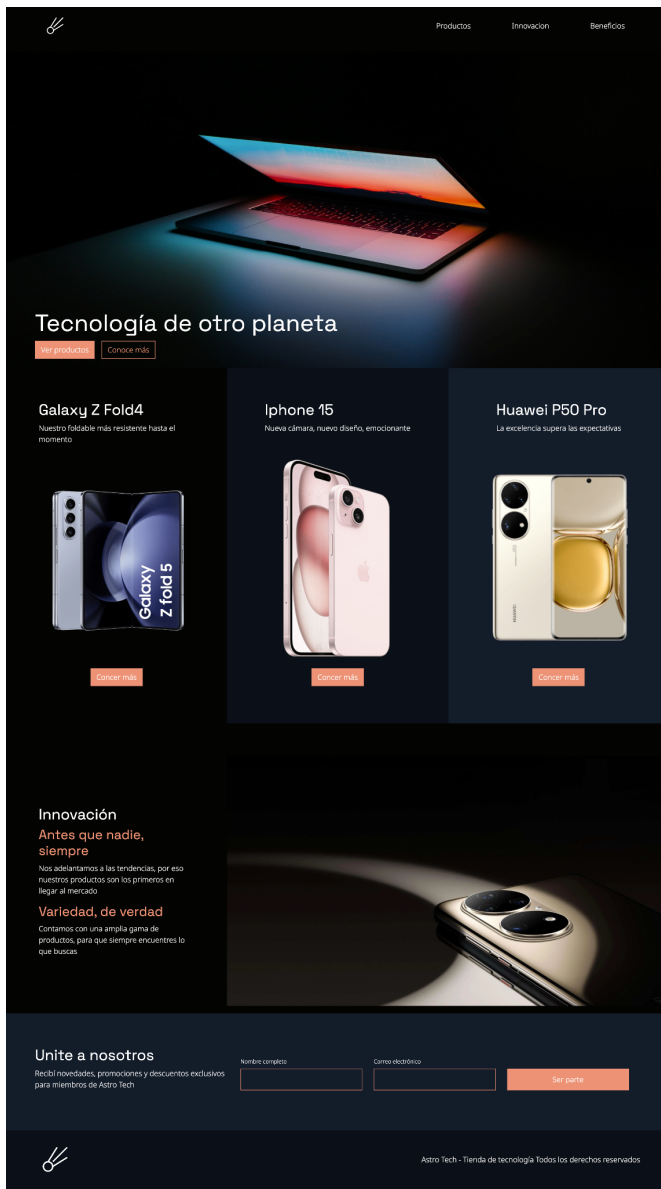 Productos Innovacion Beneficios
Tecnología de otro planeta
Ver productos Conoce más
Galaxy Z Fold4
Nuestro foldable más resistente hasta el
momento
Galaxy
Z fold 5
Concer más
Iphone 15
Nueva cámara, nuevo diseño, emocionante
Concer más
Huawei P50 Pro
La excelencia supera las expectativas
HUAWEI
Concer más
Innovación
Antes que nadie,
siempre
Nos adelantamos a las tendencias, por eso
nuestros productos son los primeros en
llegar al mercado
Variedad, de verdad
Contamos con una amplia gama de
productos, para que siempre encuentres lo
que buscas
Unite a nosotros
Recibí novedades, promociones y descuentos exclusivos
para miembros de Astro Tech
Nombre completo
Correo electrónico
Ser parte
Astro Tech - Tienda de tecnología Todos los derechos reservados